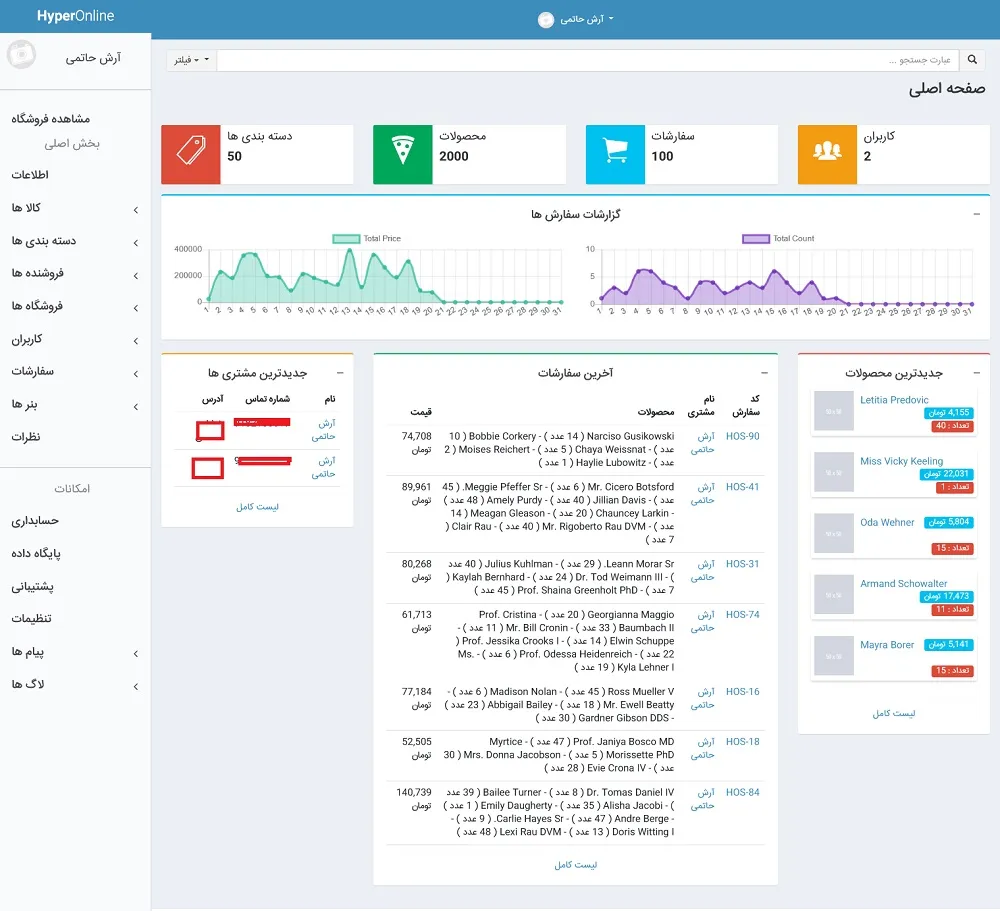 HyperOnline
آرش حاتمی
آرش حاتمی
مشاهده فروشگاه
بخش اصلی
اطلاعات
کالا ها
دسته بندی ها
فروشنده ها
فروشگاه ها
کاربران
سفارشات
بنر ها
نظرات
امکانات
حسابداری
پایگاه داده
پشتیبانی
تنظیمات
پیام ها
لاگ ها
عبارت جستجو ...
فیلتر
صفحه اصلی
کاربران
2
سفارشات
100
محصولات
2000
دسته بندی ها
50
گزارشات سفارش ها
Total Price
400000
200000
0
1 2 3 4 5 6 7 8 9 10 11 12 13 14 15 16 17 18 19 20 21 22 23 24 25 26 27 28 29 30 31
Total Count
10
5
0
1 2 3 4 5 6 7 8 9 10 11 12 13 14 15 16 17 18 19 20 21 22 23 24 25 26 27 28 29 30 31
جدیدترین محصولات
Letitia Predovic
4,155 تومان
تعداد : 40
Miss Vicky Keeling
22,031 تومان
تعداد : 1
Oda Wehner
5,804 تومان
تعداد : 15
Armand Schowalter
17,473 تومان
تعداد : 11
Mayra Borer
5,141 تومان
تعداد : 15
لیست کامل
آخرین سفارشات
کد سفارش
نام مشتری
محصولات
قیمت
HOS-90
آرش حاتمی
10 ) Bobbie Corkery - ( عدد 14 ) Narciso Gusikowski
2 ) Moises Reichert - ( عدد 5 ) Chaya Weissnat - ( عدد
( عدد 1 ) Haylie Lubowitz - ( عدد
74,708 تومان
HOS-41
آرش حاتمی
45 ) .Meggie Pfeffer Sr - ( عدد 6 ) Mr. Cicero Botsford
( عدد 48 ) Amely Purdy - ( عدد 40 ) Jillian Davis - ( عدد
14 ) Meagan Gleason - ( عدد 20 ) Chauncey Larkin -
) Clair Rau - ( عدد 40 ) Mr. Rigoberto Rau DVM - ( عدد
( عدد 7
89,961 تومان
HOS-31
آرش حاتمی
عدد 40 ) Julius Kuhlman - ( عدد 29 ) .Leann Morar Sr
) Kaylah Bernhard - ( عدد 24 ) Dr. Tod Weimann III - (
( عدد 45 ) Prof. Shaina Greenholt PhD - ( عدد 7
80,268 تومان
HOS-74
آرش حاتمی
Prof. Cristina - ( عدد 20 ) Georgianna Maggio
- ( عدد 11 ) Mr. Bill Cronin - ( عدد 33 ) Baumbach II
) Prof. Jessika Crooks I - ( عدد 14 ) Elwin Schuppe
Ms. - ( عدد 6 ) Prof. Odessa Heidenreich - ( عدد 22
( عدد 19 ) Kyla Lehner I
61,713 تومان
HOS-16
آرش حاتمی
- ( عدد 6 ) Madison Nolan - ( عدد 45 ) Ross Mueller V
( عدد 23 ) Abbigail Bailey - ( عدد 18 ) Mr. Ewell Beatty
( عدد 30 ) Gardner Gibson DDS -
77,184 تومان
HOS-18
آرش حاتمی
Myrtice - ( عدد 47 ) Prof. Janiya Bosco MD
30 ) Mrs. Donna Jacobson - ( عدد 5 ) Morissette PhD
( عدد 28 ) Evie Crona IV - ( عدد
52,505 تومان
HOS-84
آرش حاتمی
عدد 39 ) Bailee Turner - ( عدد 8 ) Dr. Tomas Daniel IV
( عدد 1 ) Emily Daugherty - ( عدد 35 ) Alisha Jacobi - (
( عدد 9 ) .Carlie Hayes Sr - ( عدد 47 ) Andre Berge -
( عدد 48 ) Lexi Rau DVM - ( عدد 13 ) Doris Witting I
140,739 تومان
لیست کامل
جدیدترین مشتری ها
نام
شماره تماس
آدرس
آرش حاتمی
آرش حاتمی
لیست کامل